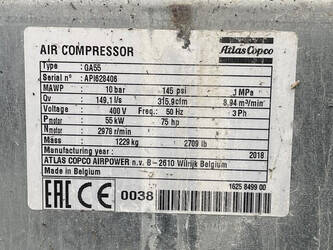 AIR COMPRESSOR
Atlas Copco
Type : GA55
Serial n° : API628406
MAWP : 10 bar 145 psi 1 MPa
Qv : 149,1 l/s 315,9cfm 8,94 m³/min
Voltage : 400 V Freq.: 50 Hz 3 Ph
Pmotor : 55 kW 75 hp
Nmotor : 2978 r/min
Mass : 1229 kg 2709 lb
Manufacturing year : 2018
ATLAS COPCO AIRPOWER n.v. B-2610 Wilrijk Belgium
Made in Belgium
EAC CE 0038
1625 8499 00